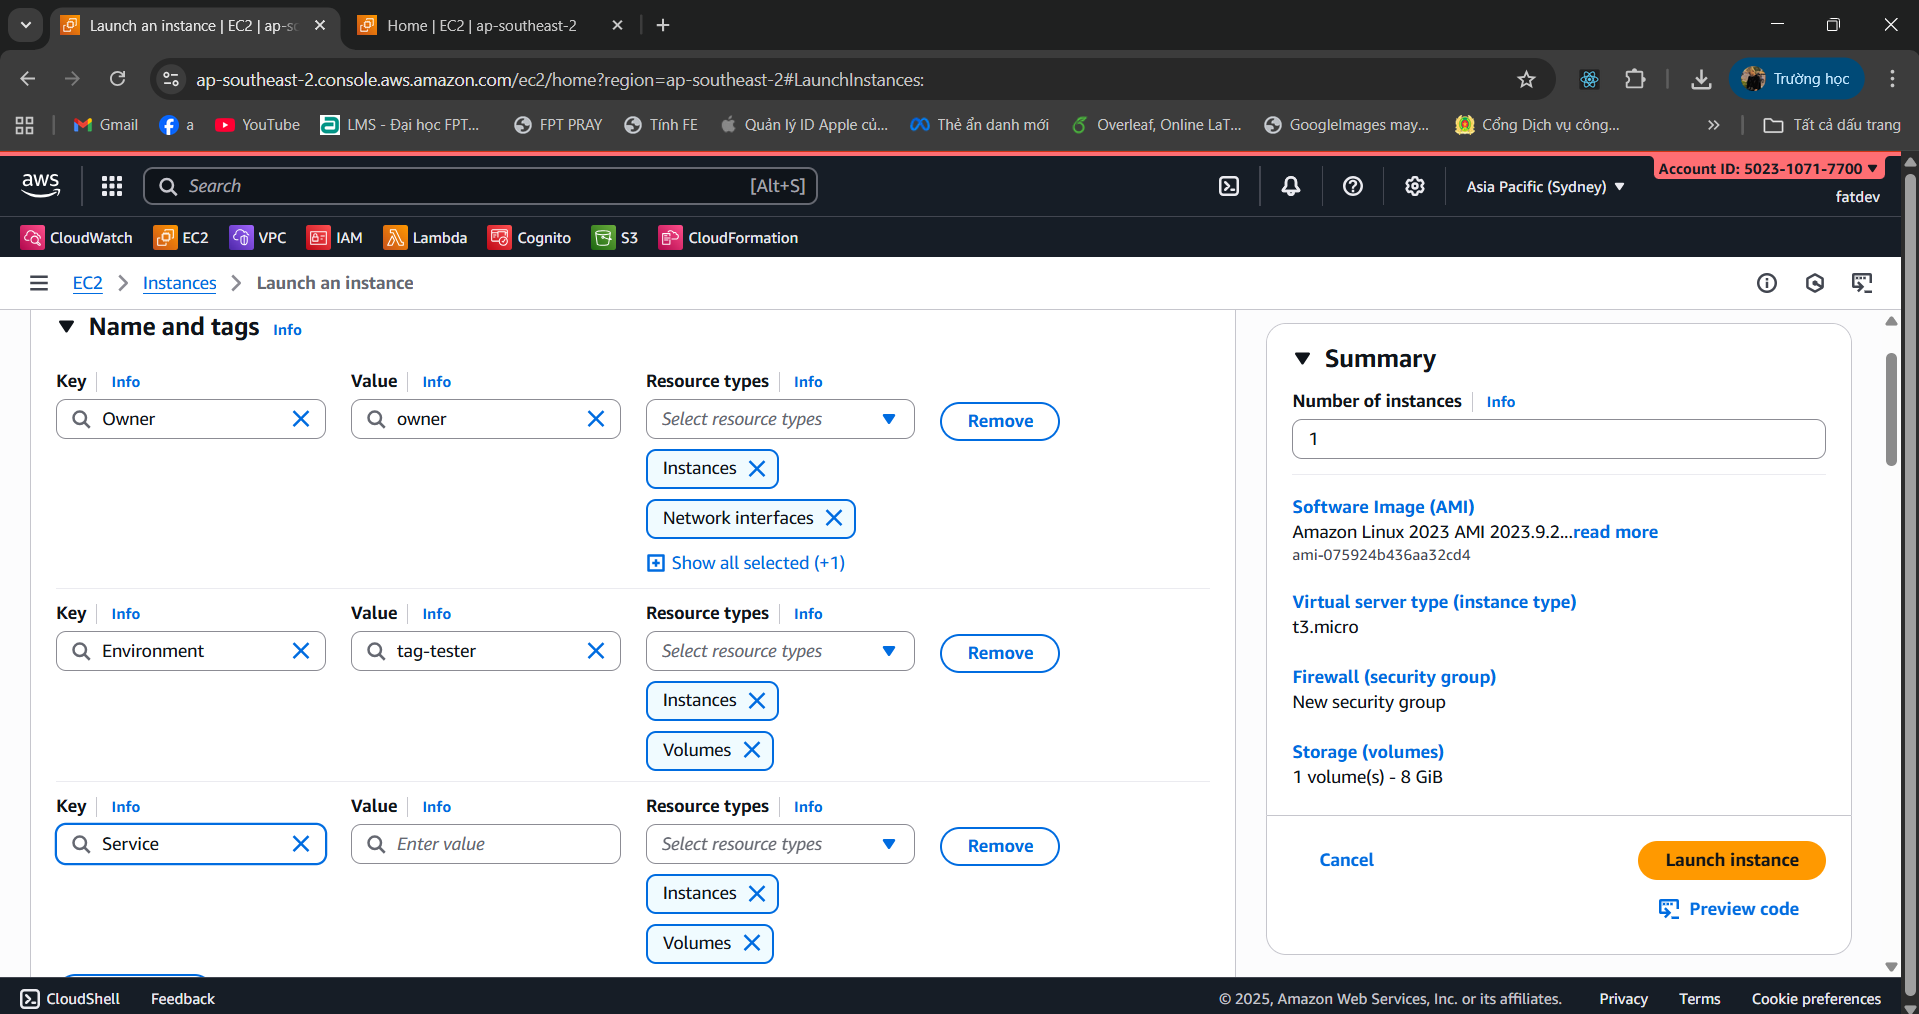 Launch an instance | EC2 | ap-s
Home | EC2 | ap-southeast-2
ap-southeast-2.console.aws.amazon.com/ec2/home?region=ap-southeast-2#LaunchInstances:
Trường học
Gmail
a
YouTube
LMS - Đại học FPT...
FPT PRAY
Tính FE
Quản lý ID Apple củ...
Thẻ ẩn danh mới
Overleaf, Online LaT...
GoogleImages may...
Cổng Dịch vụ công...
Tất cả dấu trang
aws
Search
[Alt+S]
Asia Pacific (Sydney)
Account ID: 5023-1071-7700
fatdev
CloudWatch
EC2
VPC
IAM
Lambda
Cognito
S3
CloudFormation
EC2
Instances
Launch an instance
Name and tags
Info
Key
Info
Value
Info
Resource types
Info
Owner
owner
Select resource types
Remove
Instances
Network interfaces
Show all selected (+1)
Key
Info
Value
Info
Resource types
Info
Environment
tag-tester
Select resource types
Remove
Instances
Volumes
Key
Info
Value
Info
Resource types
Info
Service
Enter value
Select resource types
Remove
Instances
Volumes
Summary
Number of instances
Info
1
Software Image (AMI)
Amazon Linux 2023 AMI 2023.9.2...read more
ami-075924b436aa32cd4
Virtual server type (instance type)
t3.micro
Firewall (security group)
New security group
Storage (volumes)
1 volume(s) - 8 GiB
Cancel
Launch instance
Preview code
CloudShell
Feedback
© 2025, Amazon Web Services, Inc. or its affiliates.
Privacy
Terms
Cookie preferences